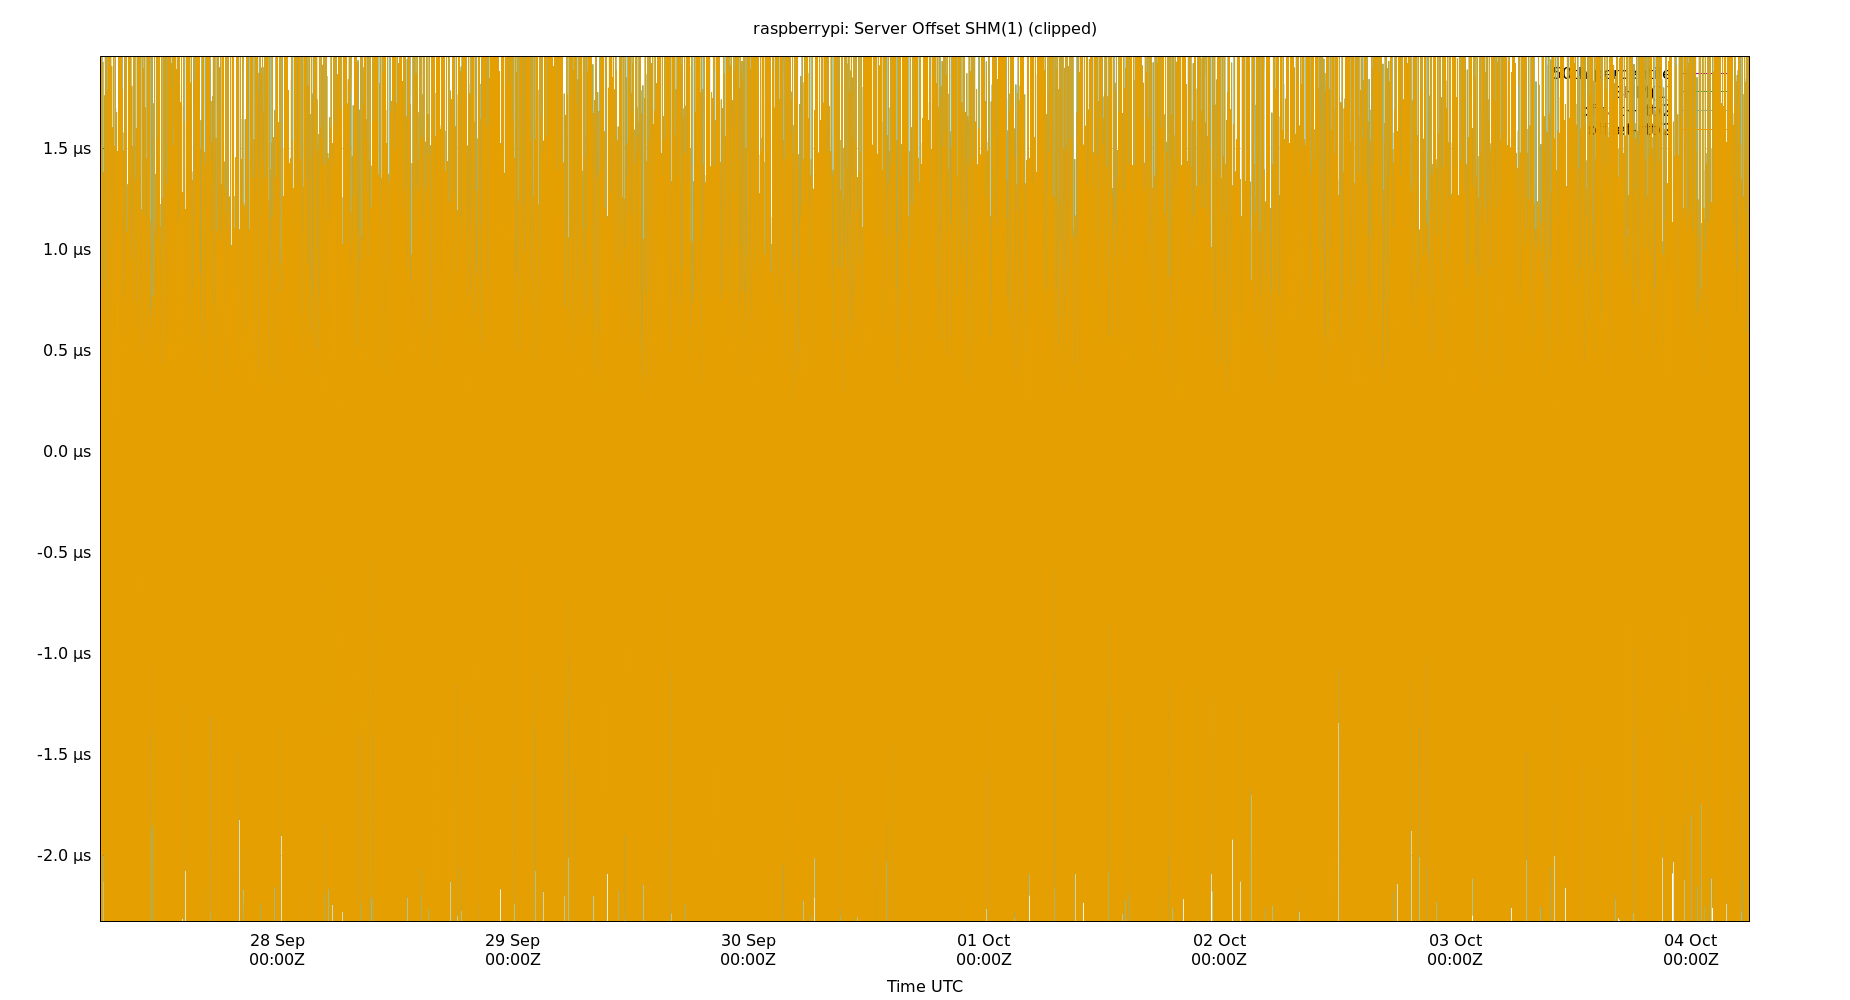 raspberrypi: Server Offset SHM(1) (clipped)
1.5 µs
1.0 µs
0.5 µs
0.0 µs
-0.5 µs
-1.0 µs
-1.5 µs
-2.0 µs
28 Sep
00:00Z
29 Sep
00:00Z
30 Sep
00:00Z
01 Oct
00:00Z
02 Oct
00:00Z
03 Oct
00:00Z
04 Oct
00:00Z
Time UTC